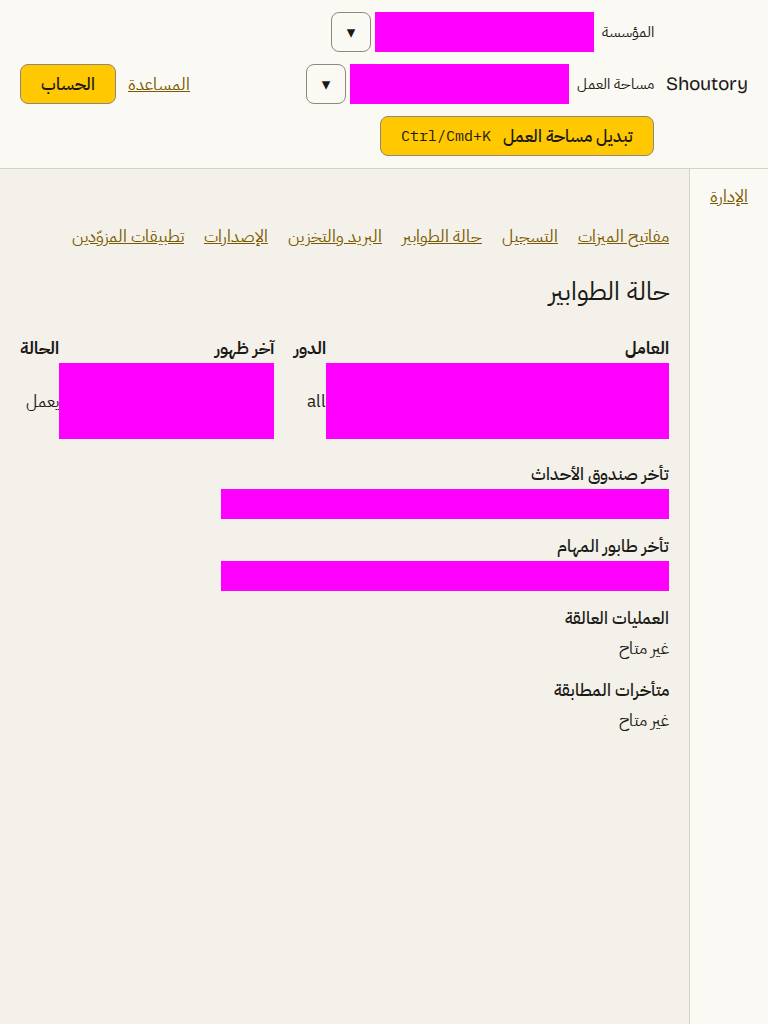 المؤسسة ▼
Shoutory مساحة العمل ▼ المساعدة الحساب
تبديل مساحة العمل Ctrl/Cmd+K
الإدارة
مفاتيح الميزات التسجيل حالة الطوابير البريد والتخزين الإصدارات تطبيقات المزوّدين
حالة الطوابير
العامل الدور آخر ظهور الحالة
all يعمل
تأخر صندوق الأحداث
تأخر طابور المهام
العمليات العالقة
غير متاح
متأخرات المطابقة
غير متاح